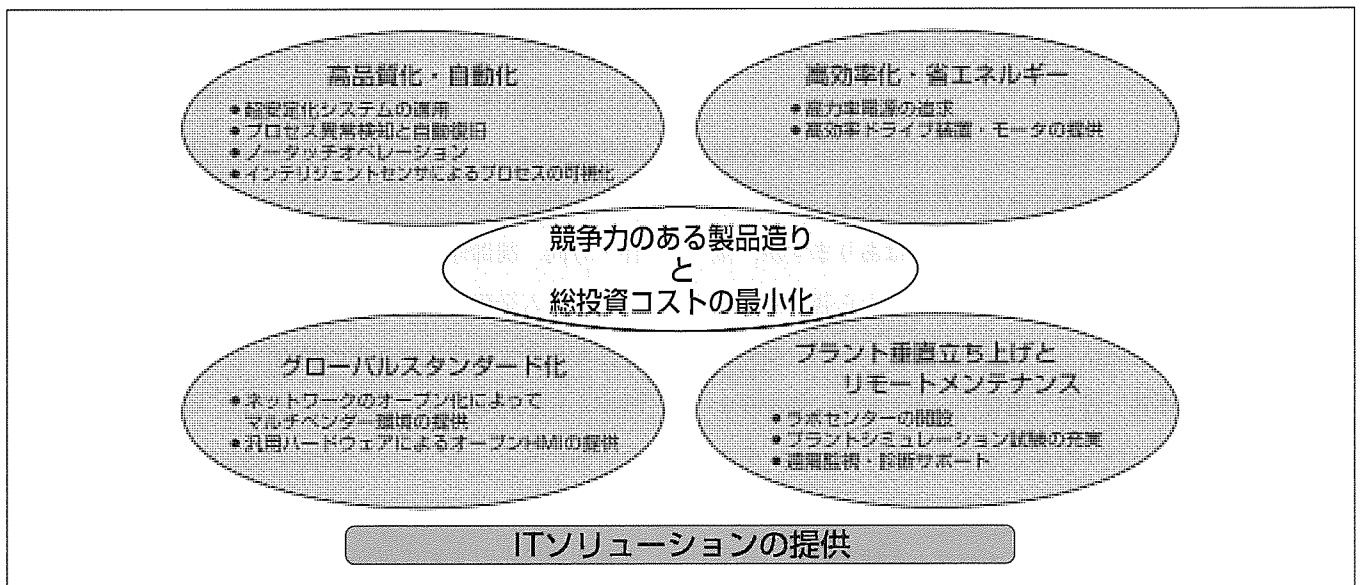 高品質化・自動化
● 超安定化システムの適用
● プロセス異常検知と自動復旧
● ノータッチオペレーション
● インテリジェントセンサによるプロセスの可視化
高効率化・省エネルギー
● 高力率電源の追求
● 高効率ドライブ装置・モータの提供
競争力のある製品造り
と
総投資コストの最小化
グローバルスタンダード化
● ネットワークのオープン化によって
マルチベンダー環境の提供
● 汎用ハードウェアによるオープンHMIの提供
プラント垂直立ち上げと
リモートメンテナンス
● ラボセンターの開設
● プラントシミュレーション試験の充実
● 遠隔監視・診断サポート
ITソリューションの提供